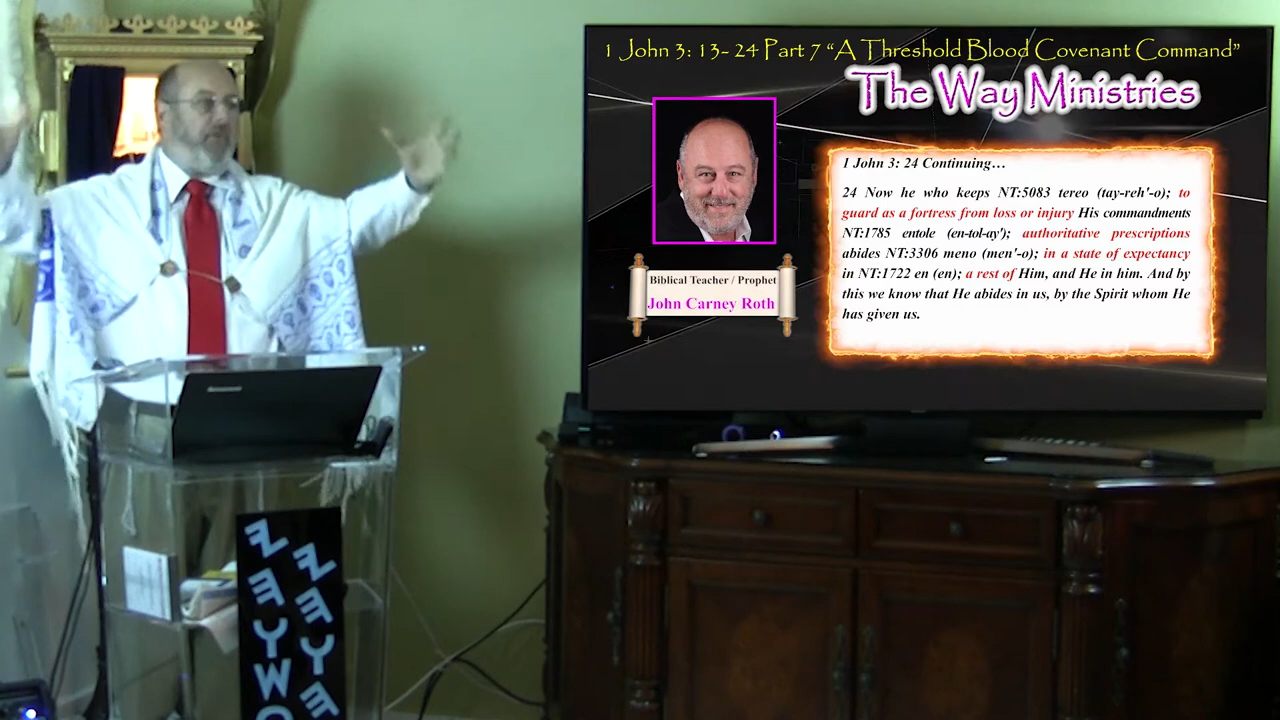 1 John 3: 13- 24 Part 7 “A Threshold Blood Covenant Command”
The Way Ministries
Biblical Teacher / Prophet
John Carney Roth
1 John 3: 24 Continuing…
24 Now he who keeps NT:5083 tereo (tay-reh'-o); to
guard as a fortress from loss or injury His commandments
NT:1785 entole (en-tol-ay'); authoritative prescriptions
abides NT:3306 meno (men'-o); in a state of expectancy
in NT:1722 en (en); a rest of Him, and He in him. And by
this we know that He abides in us, by the Spirit whom He
has given us.
lenovo
𐤉𐤄𐤅𐤔𐤏
𐤉𐤄𐤅𐤄